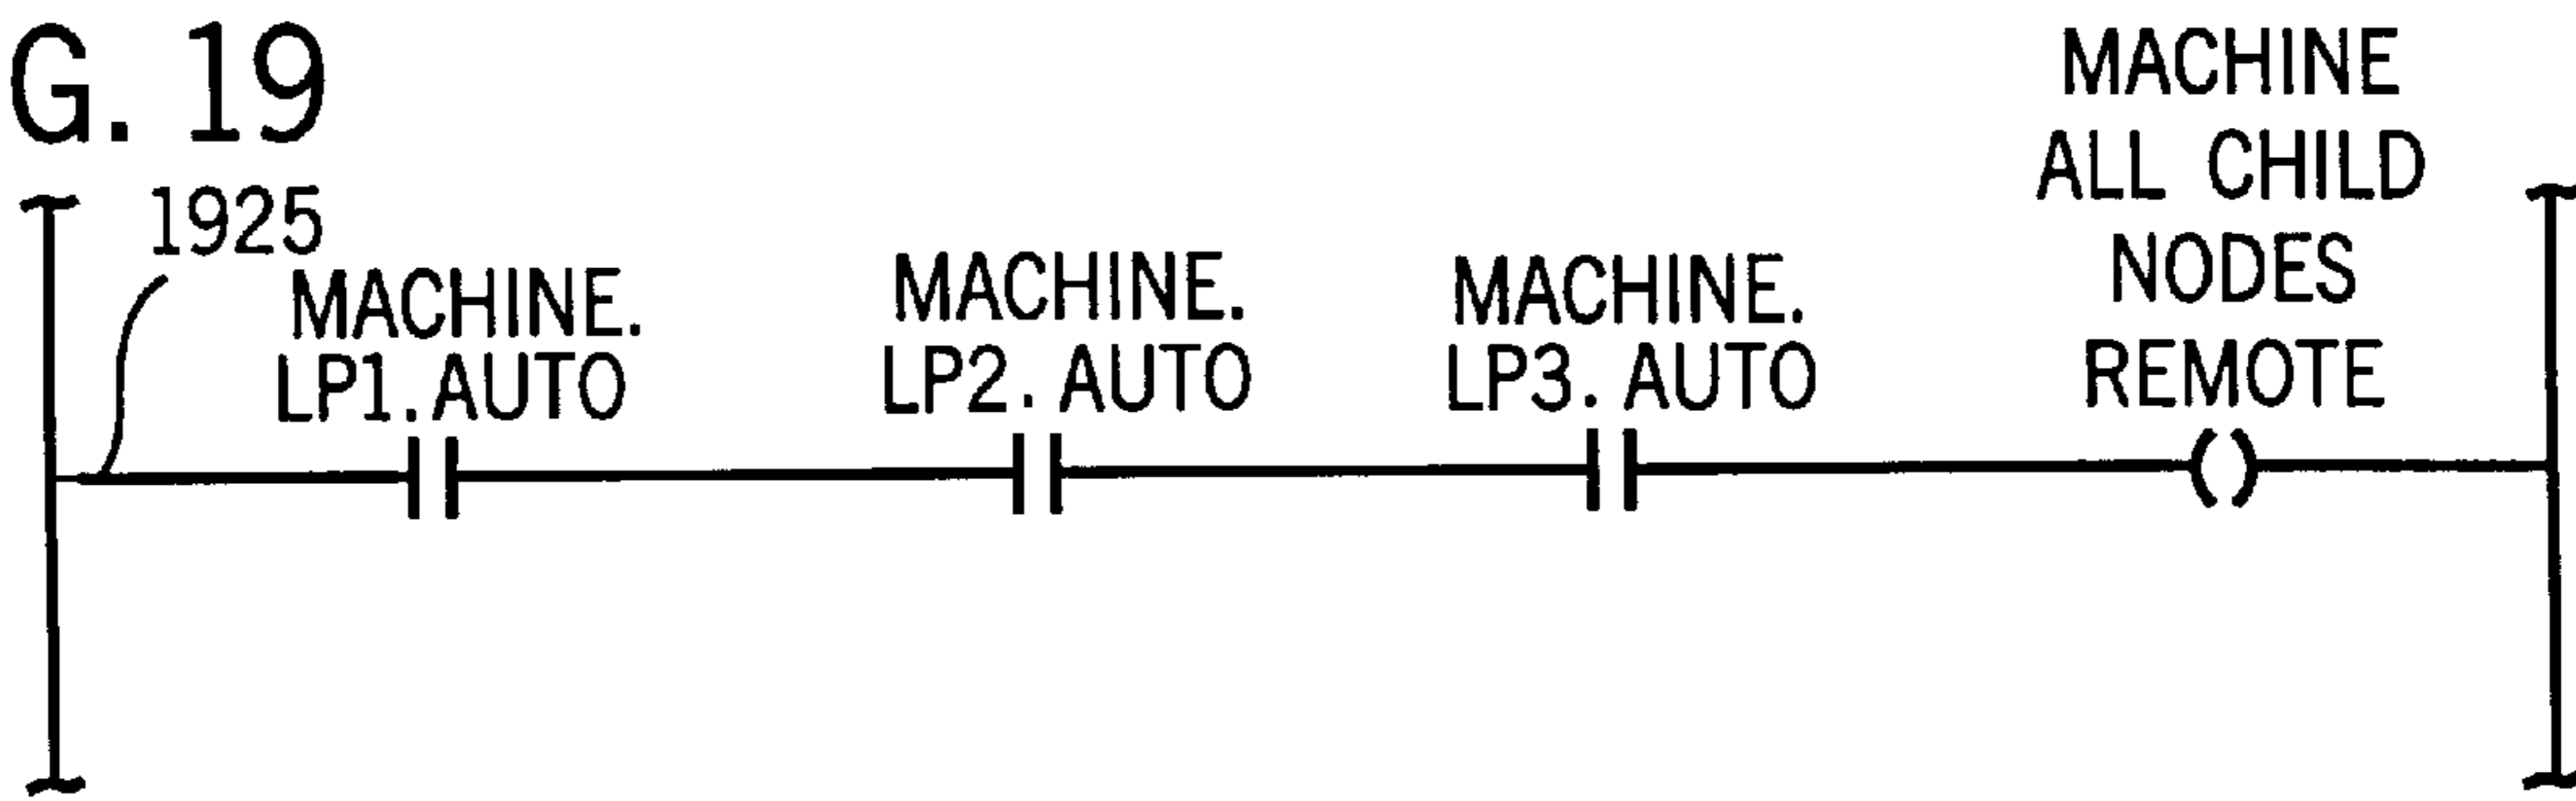 G. 19
1925
MACHINE.
LP1. AUTO
MACHINE.
LP2. AUTO
MACHINE.
LP3. AUTO
MACHINE
ALL CHILD
NODES
REMOTE